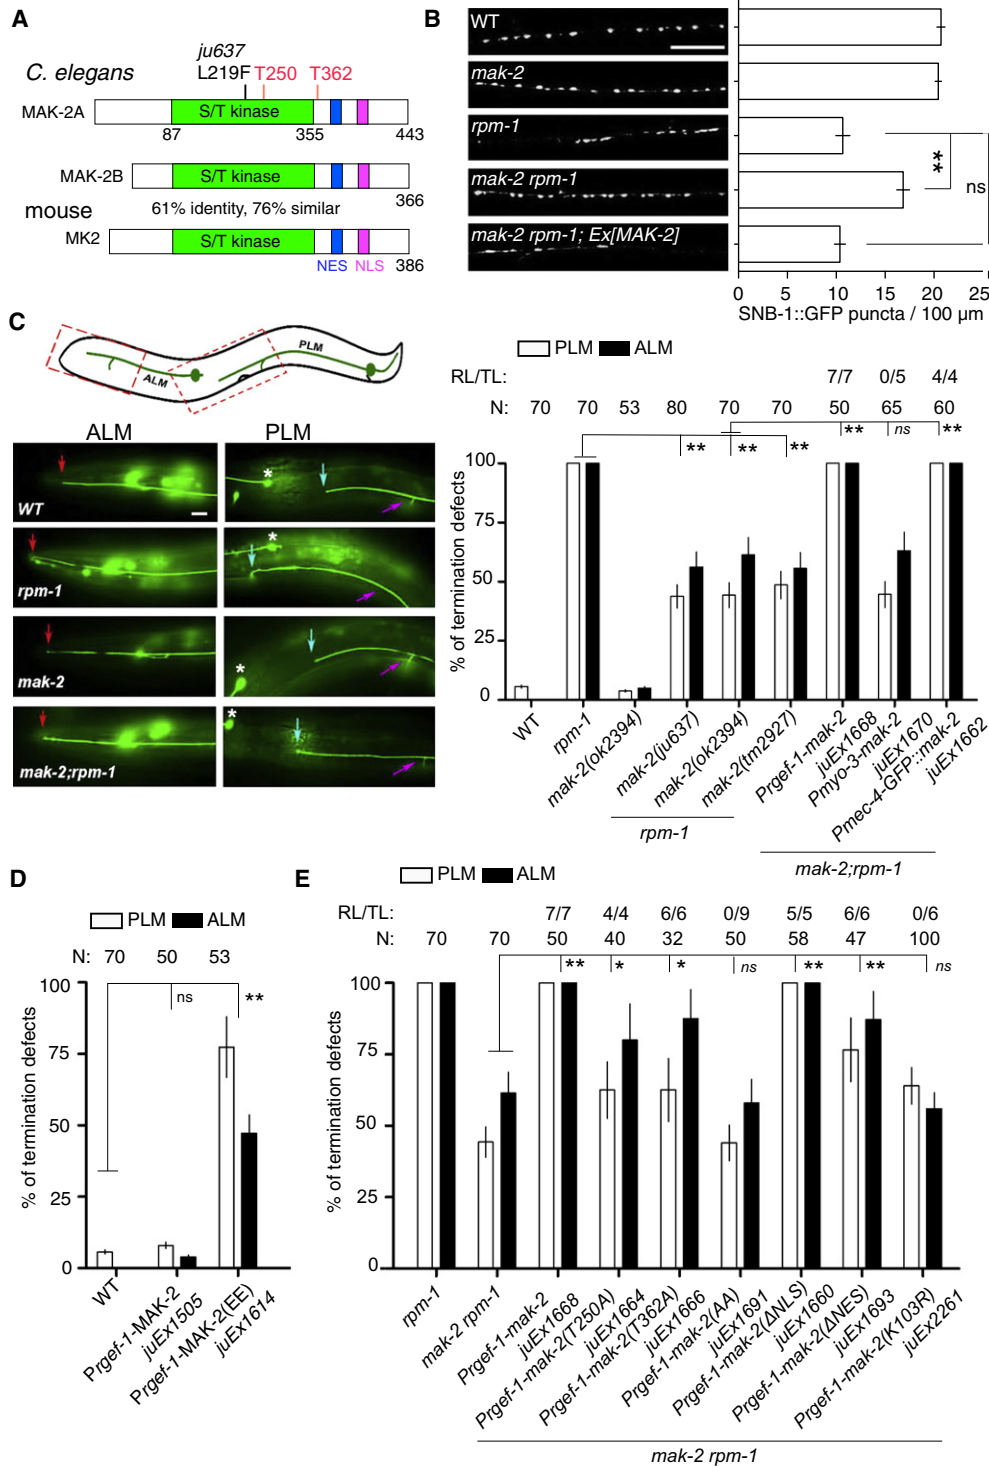 A
ju637
C. elegans
L219F T250 T362
MAK-2A
S/T kinase
87 355 443
MAK-2B
S/T kinase
366
mouse
61% identity, 76% similar
MK2
S/T kinase
NES NLS 386
B
WT
mak-2
rpm-1
mak-2 rpm-1
mak-2 rpm-1; Ex[MAK-2]
**
ns
0 5 10 15 20 25
SNB-1::GFP puncta / 100 µm
C
ALM
PLM
ALM PLM
WT
*
rpm-1
*
mak-2
*
mak-2;rpm-1
*
PLM ALM
RL/TL: 7/7 0/5 4/4
N: 70 70 53 80 70 70 50 65 60
** ** ** ** ns **
% of termination defects
100
75
50
25
0
WT
rpm-1
mak-2(ok2394)
mak-2(ju637)
mak-2(ok2394)
mak-2(tm2927)
Prgef-1-mak-2
juEx1668
Pmyo-3-mak-2
juEx1670
Pmec-4-GFP::mak-2
juEx1662
rpm-1
mak-2;rpm-1
D
PLM ALM
N: 70 50 53
ns **
% of termination defects
100
75
50
25
0
WT
Prgef-1-MAK-2
juEx1505
Prgef-1-MAK-2(EE)
juEx1614
E
PLM ALM
RL/TL: 7/7 4/4 6/6 0/9 5/5 6/6 0/6
N: 70 70 50 40 32 50 58 47 100
** * * ns ** ** ns
% of termination defects
100
75
50
25
0
rpm-1
mak-2 rpm-1
Prgef-1-mak-2
juEx1668
Prgef-1-mak-2(T250A)
juEx1664
Prgef-1-mak-2(T362A)
juEx1666
Prgef-1-mak-2(AA)
juEx1691
Prgef-1-mak-2(ΔNLS)
juEx1660
Prgef-1-mak-2(ΔNES)
juEx1693
Prgef-1-mak-2(K103R)
juEx2261
mak-2 rpm-1